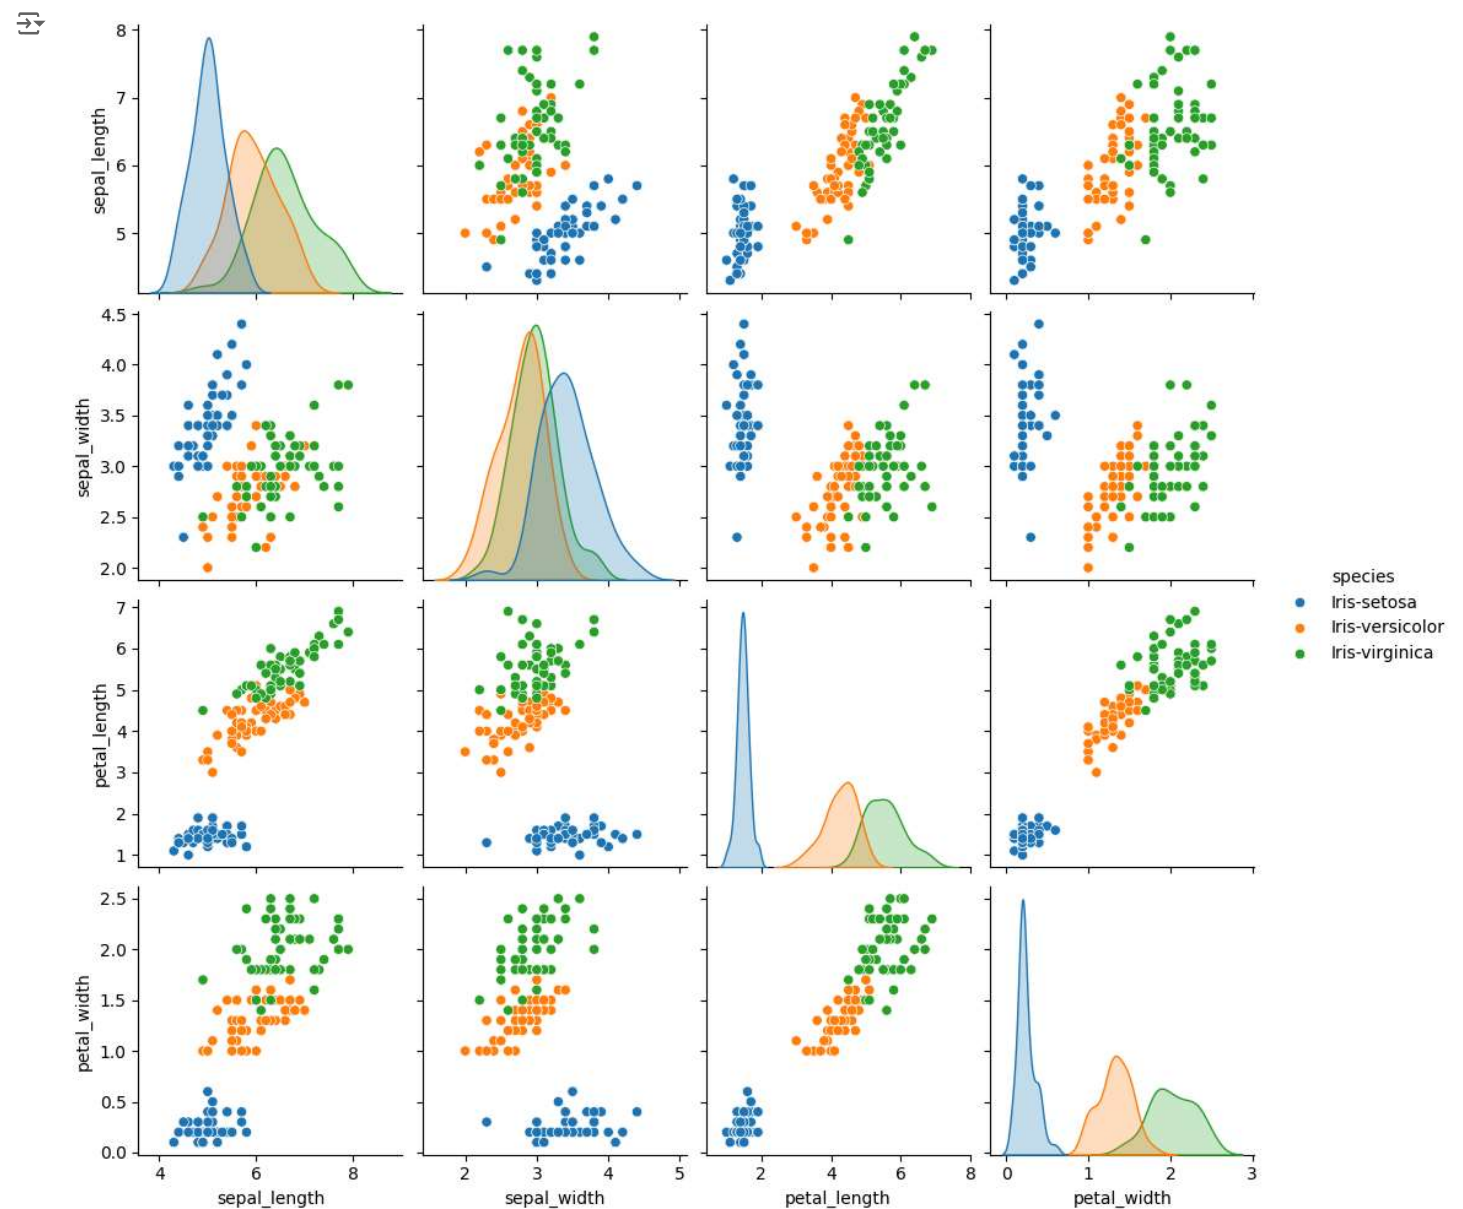 8
7
6
5
sepal_length
4.5
4.0
3.5
3.0
2.5
2.0
sepal_width
species
Iris-setosa
Iris-versicolor
Iris-virginica
7
6
5
4
3
2
1
petal_length
2.5
2.0
1.5
1.0
0.5
0.0
petal_width
4 6 8
2 3 4 5
2 4 6 8
0 1 2 3
sepal_length
sepal_width
petal_length
petal_width